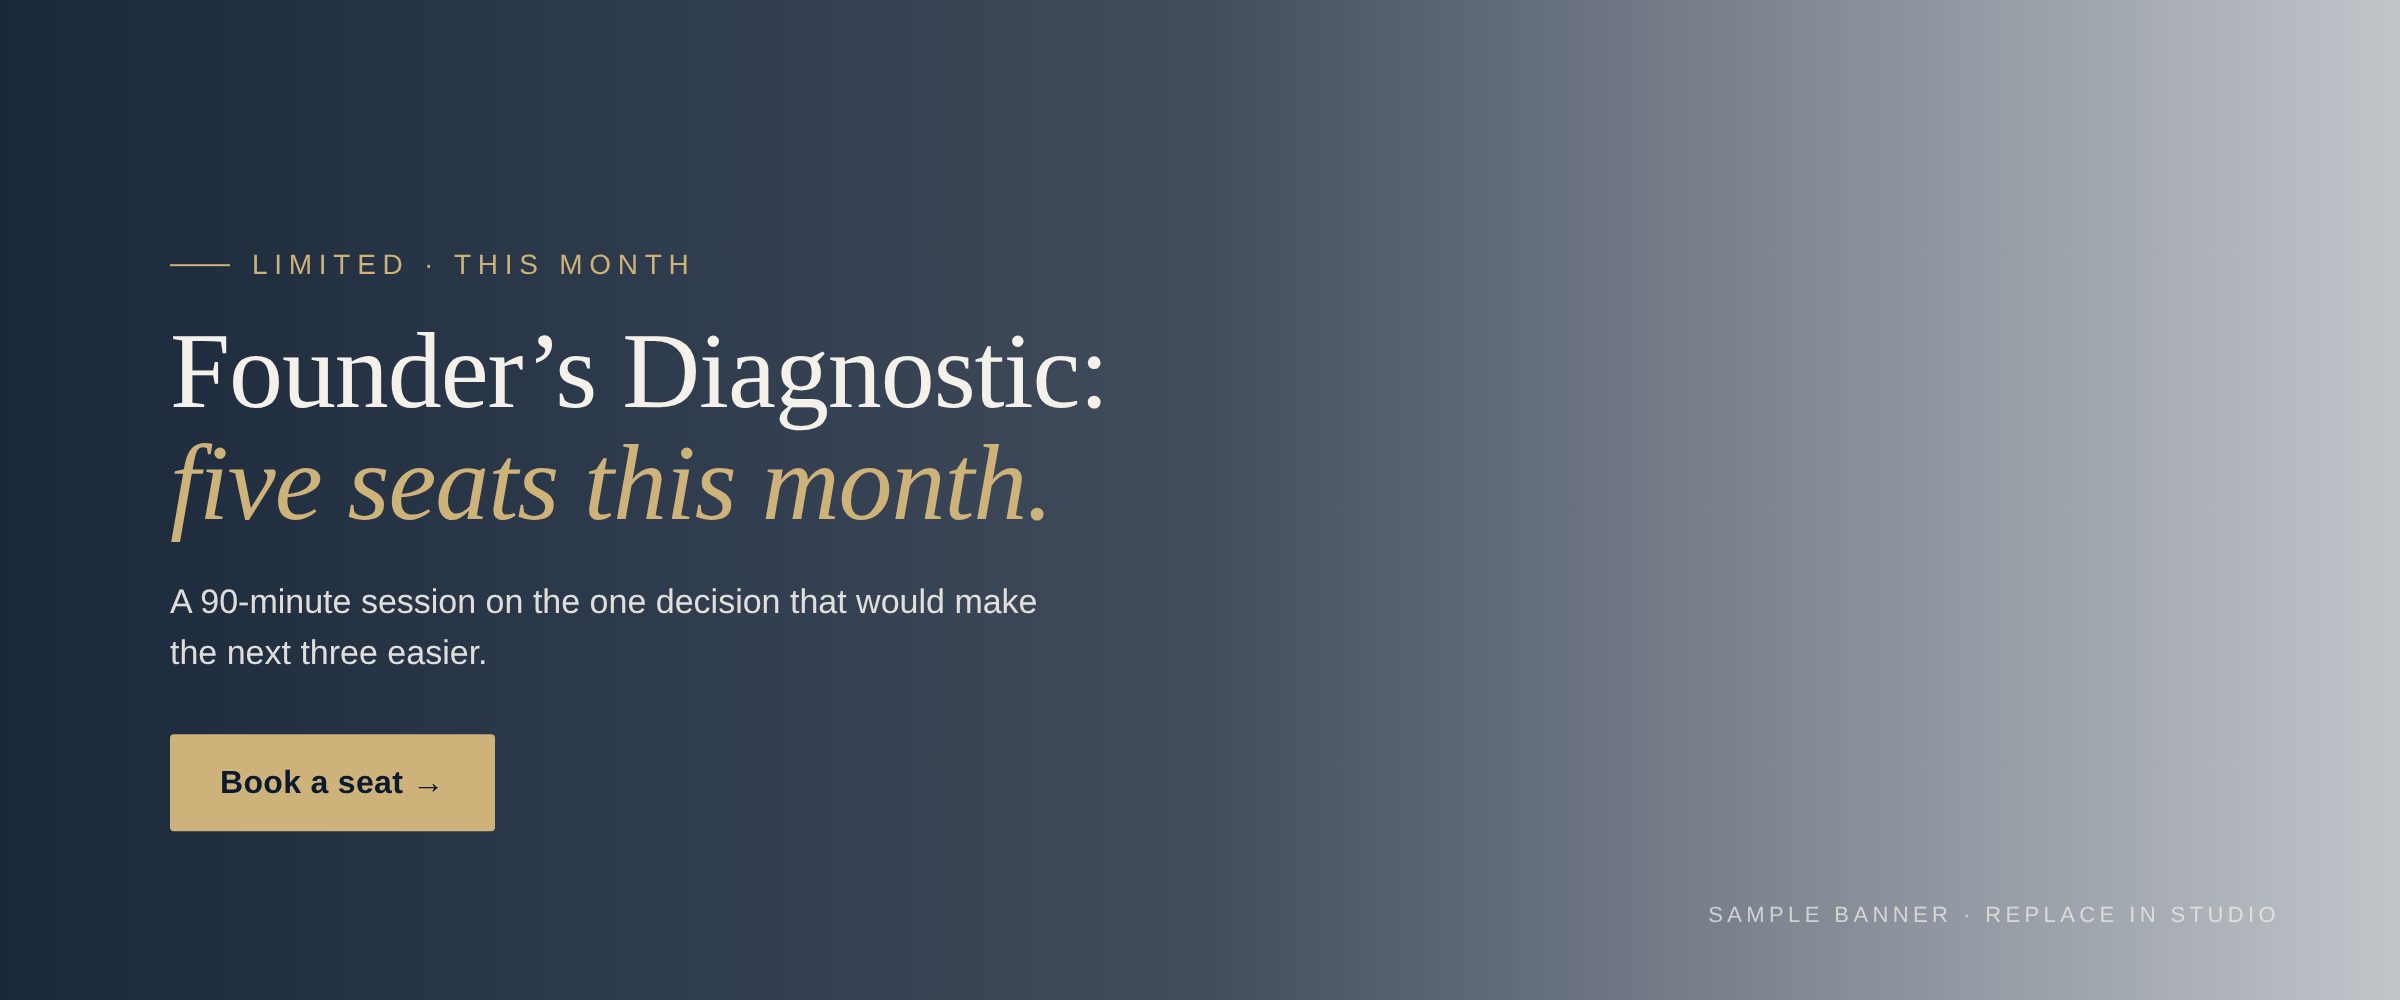 LIMITED · THIS MONTH
Founder’s Diagnostic:
five seats this month.
A 90-minute session on the one decision that would make
the next three easier.
Book a seat →
SAMPLE BANNER · REPLACE IN STUDIO